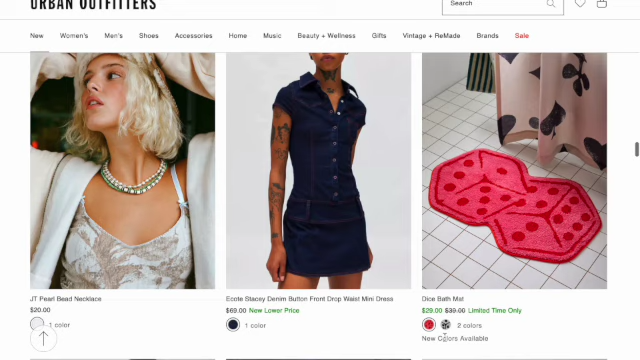 URBAN OUTFITTERS
Search
New Women's Men's Shoes Accessories Home Music Beauty + Wellness Gifts Vintage + ReMade Brands Sale
JT Pearl Bead Necklace
$20.00
1 color
Ecote Stacey Denim Button Front Drop Waist Mini Dress
$69.00 New Lower Price
1 color
Dice Bath Mat
$29.00 $39.00 Limited Time Only
2 colors
New Colors Available